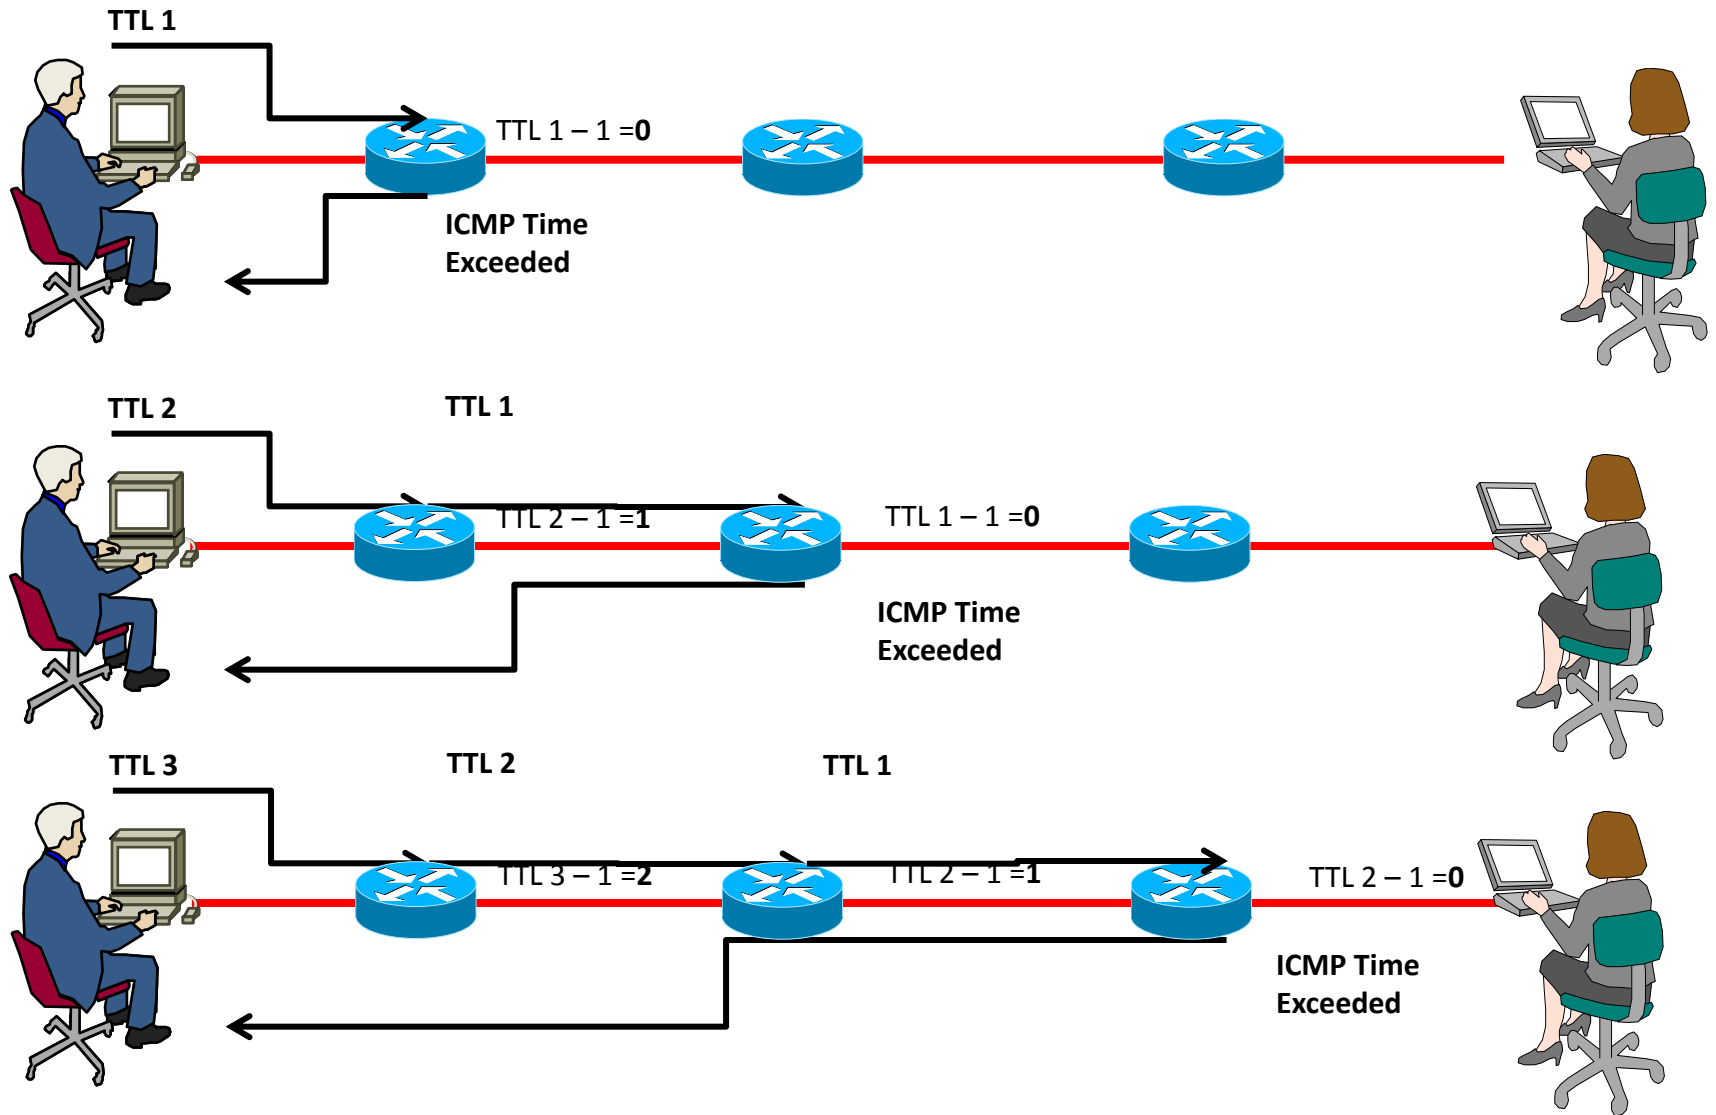 TTL 1
TTL 1 – 1 =0
ICMP Time
Exceeded
TTL 2
TTL 1
TTL 2 – 1 =1
TTL 1 – 1 =0
ICMP Time
Exceeded
TTL 3
TTL 2
TTL 1
TTL 3 – 1 =2
TTL 2 – 1 =1
TTL 2 – 1 =0
ICMP Time
Exceeded